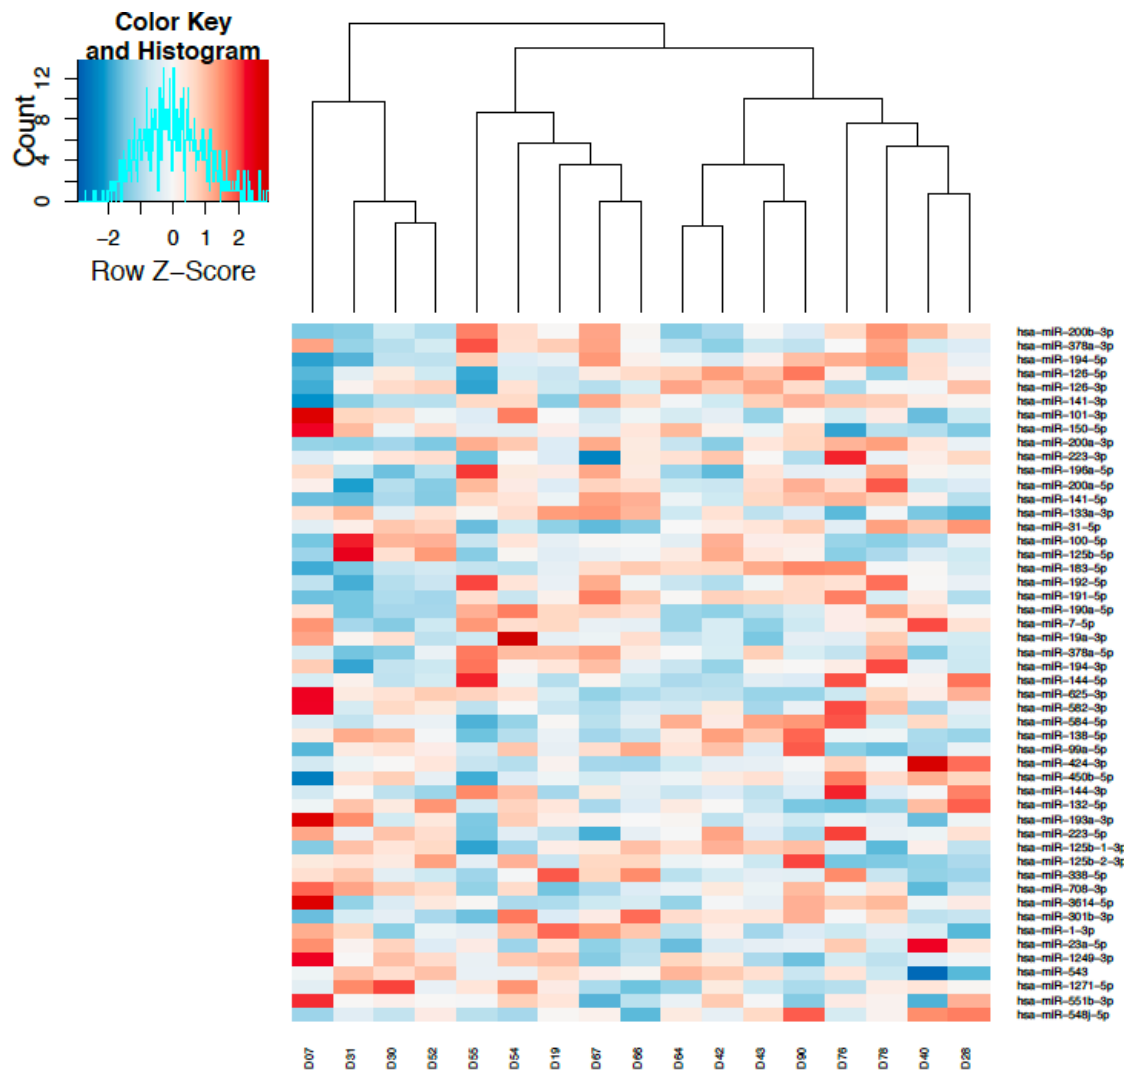 Color Key
and Histogram
Count
12
8
4
0
−2 0 1 2
Row Z−Score
hsa−miR−200b−3p
hsa−miR−378a−3p
hsa−miR−194−5p
hsa−miR−126−5p
hsa−miR−126−3p
hsa−miR−141−3p
hsa−miR−101−3p
hsa−miR−150−5p
hsa−miR−200a−3p
hsa−miR−223−3p
hsa−miR−196a−5p
hsa−miR−200a−5p
hsa−miR−141−5p
hsa−miR−133a−3p
hsa−miR−31−5p
hsa−miR−100−5p
hsa−miR−125b−5p
hsa−miR−183−5p
hsa−miR−192−5p
hsa−miR−191−5p
hsa−miR−190a−5p
hsa−miR−7−5p
hsa−miR−19a−3p
hsa−miR−378a−5p
hsa−miR−194−3p
hsa−miR−144−5p
hsa−miR−625−3p
hsa−miR−582−3p
hsa−miR−584−5p
hsa−miR−138−5p
hsa−miR−99a−5p
hsa−miR−424−3p
hsa−miR−450b−5p
hsa−miR−144−3p
hsa−miR−132−5p
hsa−miR−193a−3p
hsa−miR−223−5p
hsa−miR−125b−1−3p
hsa−miR−125b−2−3p
hsa−miR−338−5p
hsa−miR−708−3p
hsa−miR−3614−5p
hsa−miR−301b−3p
hsa−miR−1−3p
hsa−miR−23a−5p
hsa−miR−1249−3p
hsa−miR−543
hsa−miR−1271−5p
hsa−miR−551b−3p
hsa−miR−548j−5p
D07 D31 D30 D52 D55 D54 D19 D67 D66 D64 D42 D43 D90 D76 D78 D40 D28